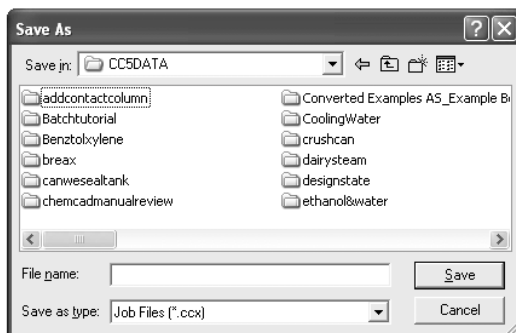 Save As
Save in: CC5DATA
addcontactcolumn
Batchtutorial
Benztolxylene
breax
canwesealtank
chemcadmanualreview
Converted Examples AS_Example B
CoolingWater
crushcan
dairysteam
designstate
ethanol&water
File name:
Save
Save as type: Job Files (*.ccx)
Cancel